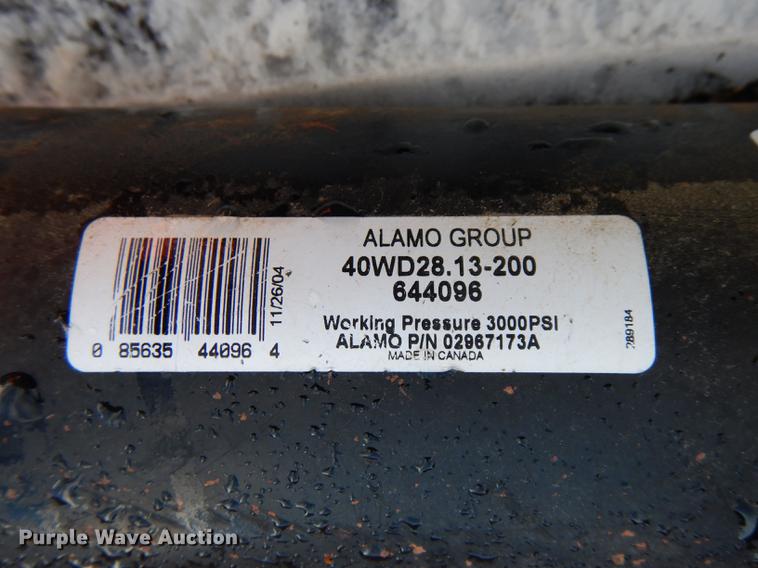 ALAMO GROUP
40WD28.13-200
644096
Working Pressure 3000PSI
ALAMO P/N 02967173A
MADE IN CANADA
11/26/04
0 85635 44096 4
289184
Purple Wave Auction